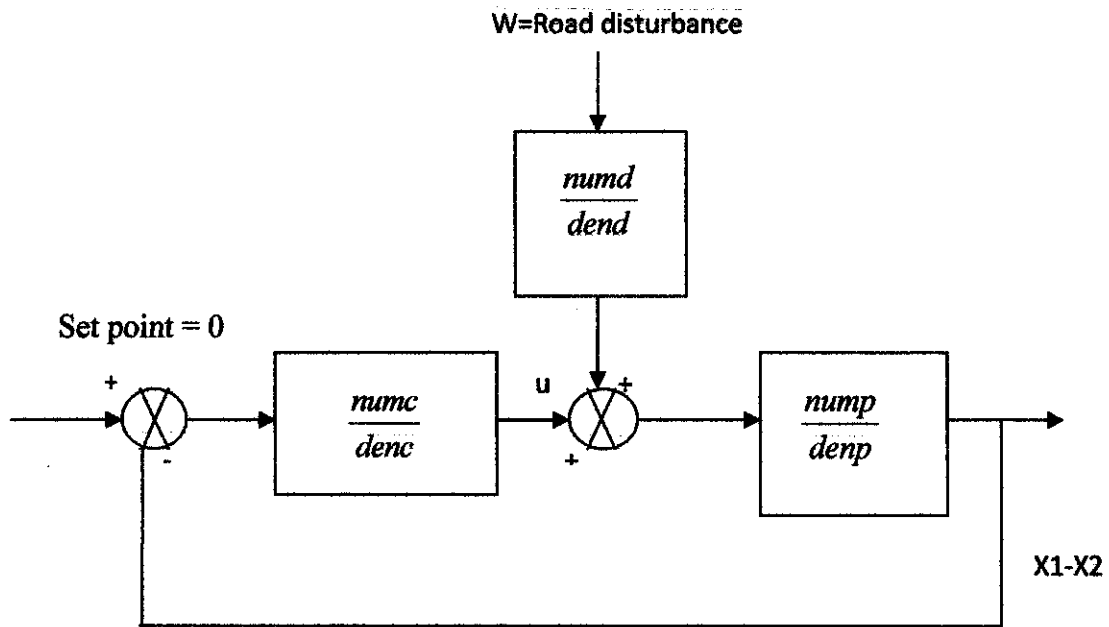 W=Road disturbance
numd
dend
Set point = 0
+
-
numc
denc
u
+
+
nump
denp
X1-X2